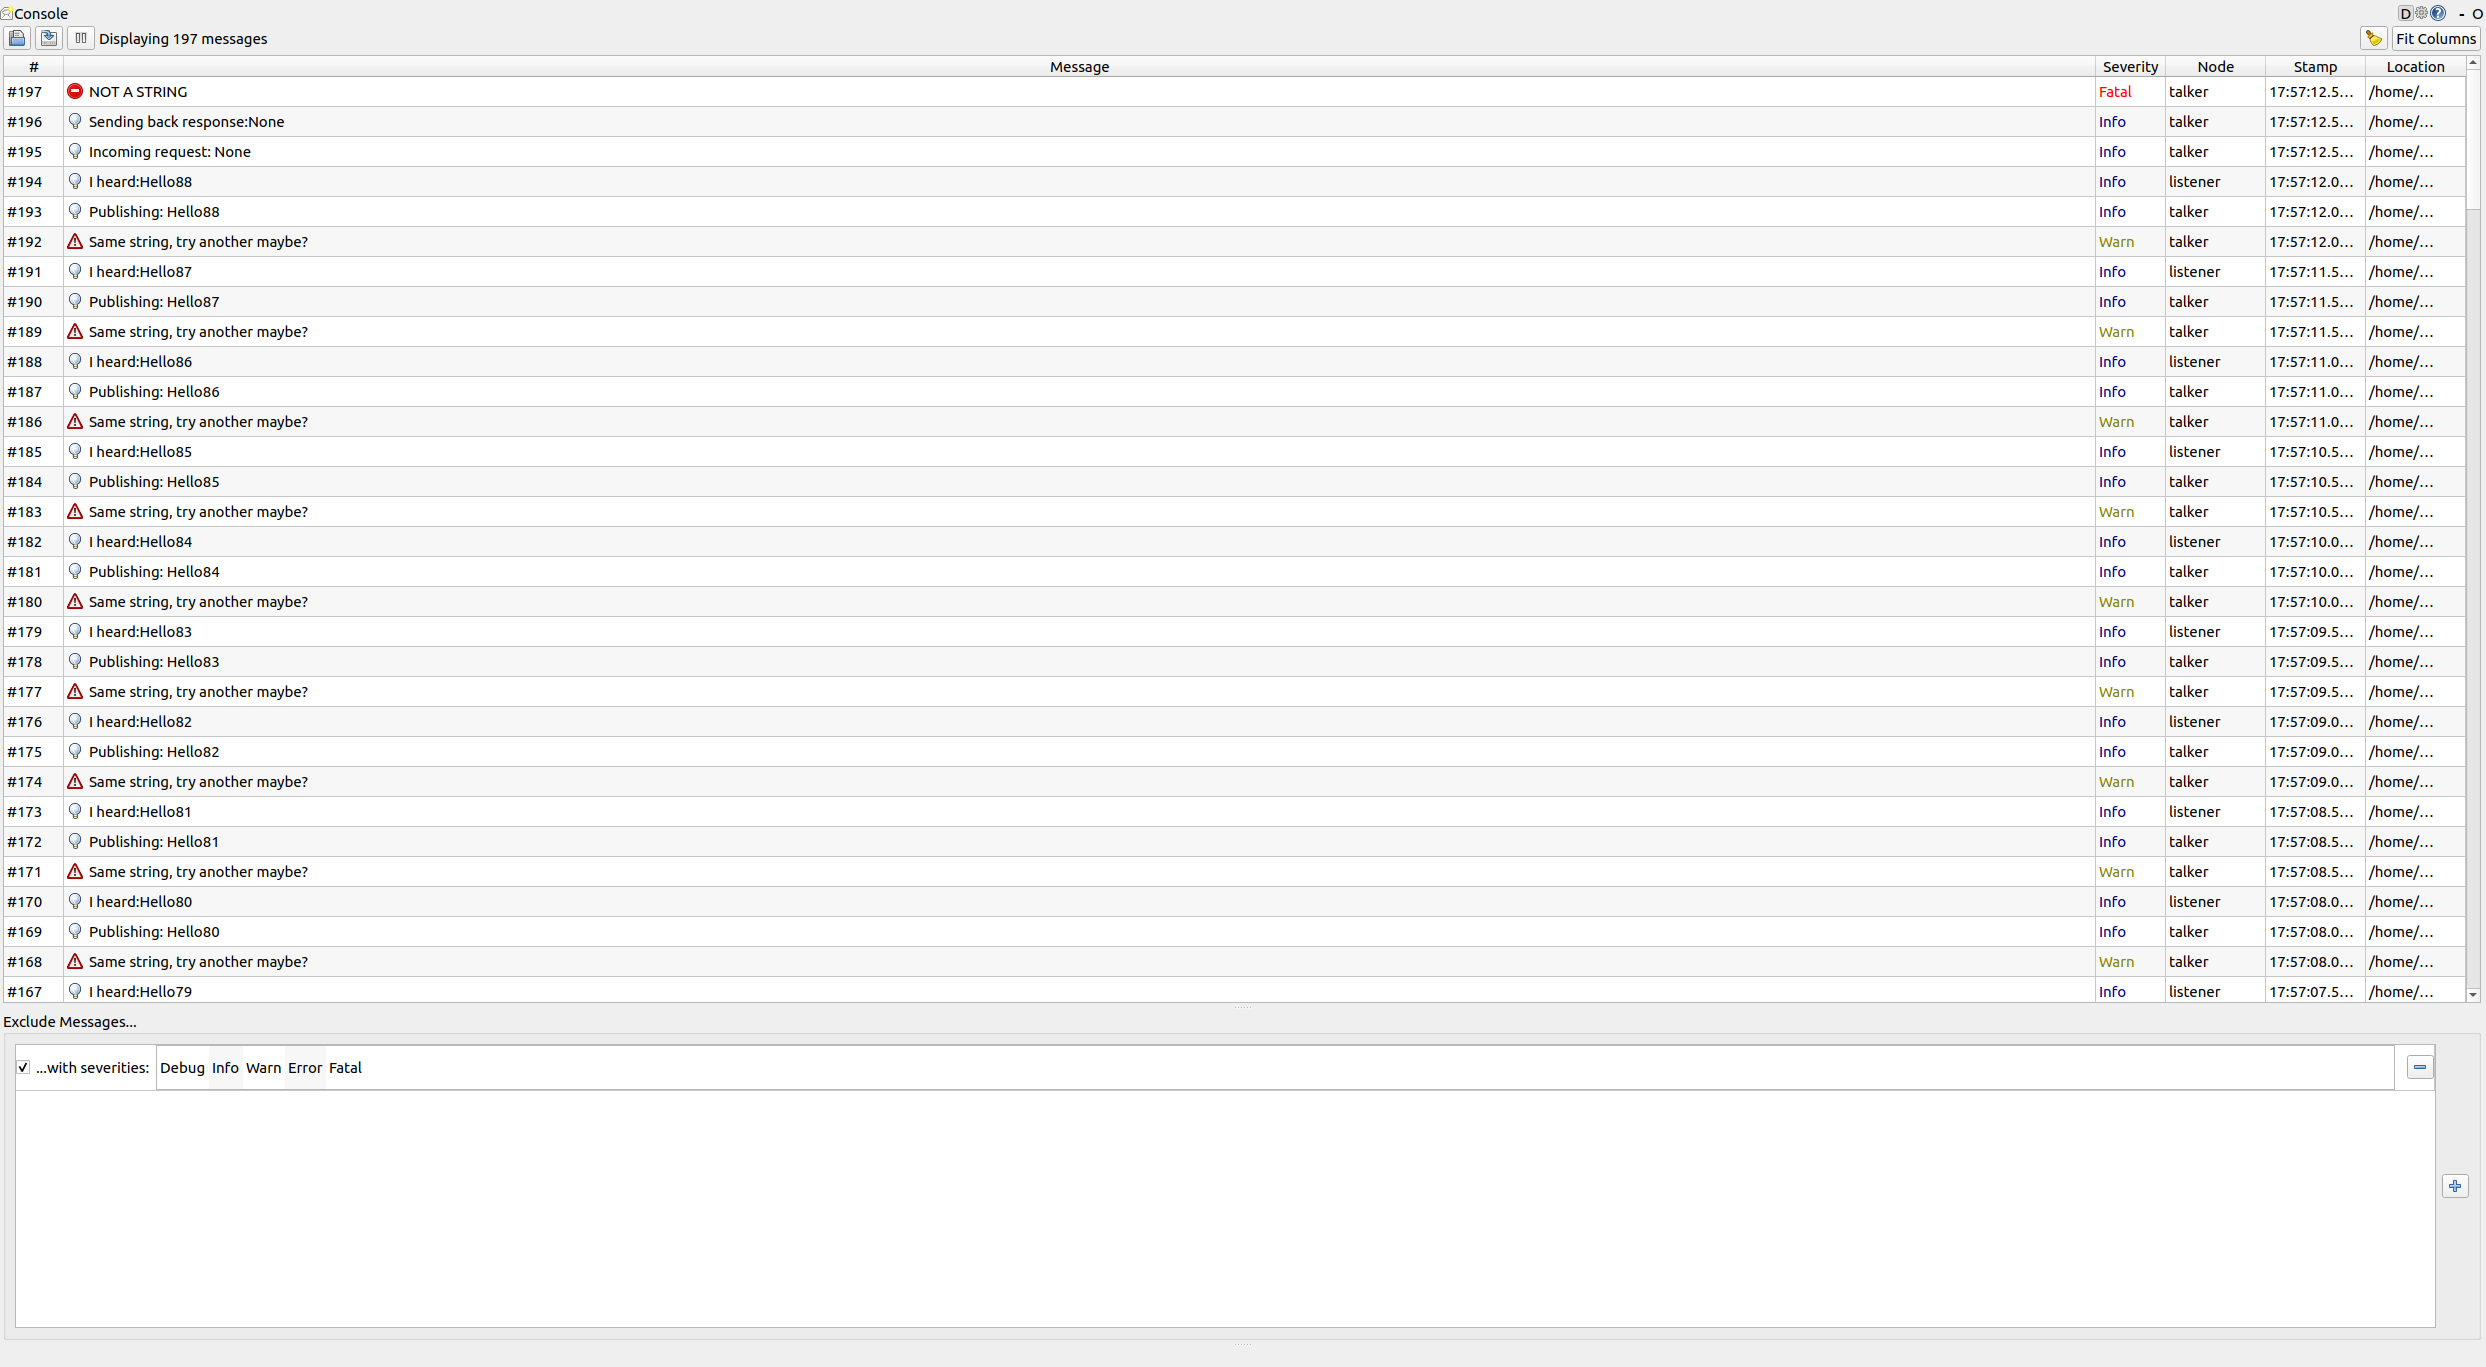 Console D - O
Displaying 197 messages Fit Columns
# Message Severity Node Stamp Location
#197 NOT A STRING Fatal talker 17:57:12.5... /home/...
#196 Sending back response:None Info talker 17:57:12.5... /home/...
#195 Incoming request: None Info talker 17:57:12.5... /home/...
#194 I heard:Hello88 Info listener 17:57:12.0... /home/...
#193 Publishing: Hello88 Info talker 17:57:12.0... /home/...
#192 Same string, try another maybe? Warn talker 17:57:12.0... /home/...
#191 I heard:Hello87 Info listener 17:57:11.5... /home/...
#190 Publishing: Hello87 Info talker 17:57:11.5... /home/...
#189 Same string, try another maybe? Warn talker 17:57:11.5... /home/...
#188 I heard:Hello86 Info listener 17:57:11.0... /home/...
#187 Publishing: Hello86 Info talker 17:57:11.0... /home/...
#186 Same string, try another maybe? Warn talker 17:57:11.0... /home/...
#185 I heard:Hello85 Info listener 17:57:10.5... /home/...
#184 Publishing: Hello85 Info talker 17:57:10.5... /home/...
#183 Same string, try another maybe? Warn talker 17:57:10.5... /home/...
#182 I heard:Hello84 Info listener 17:57:10.0... /home/...
#181 Publishing: Hello84 Info talker 17:57:10.0... /home/...
#180 Same string, try another maybe? Warn talker 17:57:10.0... /home/...
#179 I heard:Hello83 Info listener 17:57:09.5... /home/...
#178 Publishing: Hello83 Info talker 17:57:09.5... /home/...
#177 Same string, try another maybe? Warn talker 17:57:09.5... /home/...
#176 I heard:Hello82 Info listener 17:57:09.0... /home/...
#175 Publishing: Hello82 Info talker 17:57:09.0... /home/...
#174 Same string, try another maybe? Warn talker 17:57:09.0... /home/...
#173 I heard:Hello81 Info listener 17:57:08.5... /home/...
#172 Publishing: Hello81 Info talker 17:57:08.5... /home/...
#171 Same string, try another maybe? Warn talker 17:57:08.5... /home/...
#170 I heard:Hello80 Info listener 17:57:08.0... /home/...
#169 Publishing: Hello80 Info talker 17:57:08.0... /home/...
#168 Same string, try another maybe? Warn talker 17:57:08.0... /home/...
#167 I heard:Hello79 Info listener 17:57:07.5... /home/...
Exclude Messages...
...with severities: Debug Info Warn Error Fatal